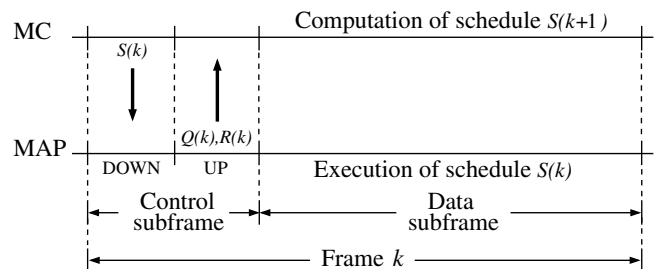 MC
Computation of schedule S(k+1)
S(k)
Q(k),R(k)
MAP
DOWN
UP
Execution of schedule S(k)
Control
subframe
Data
subframe
Frame k